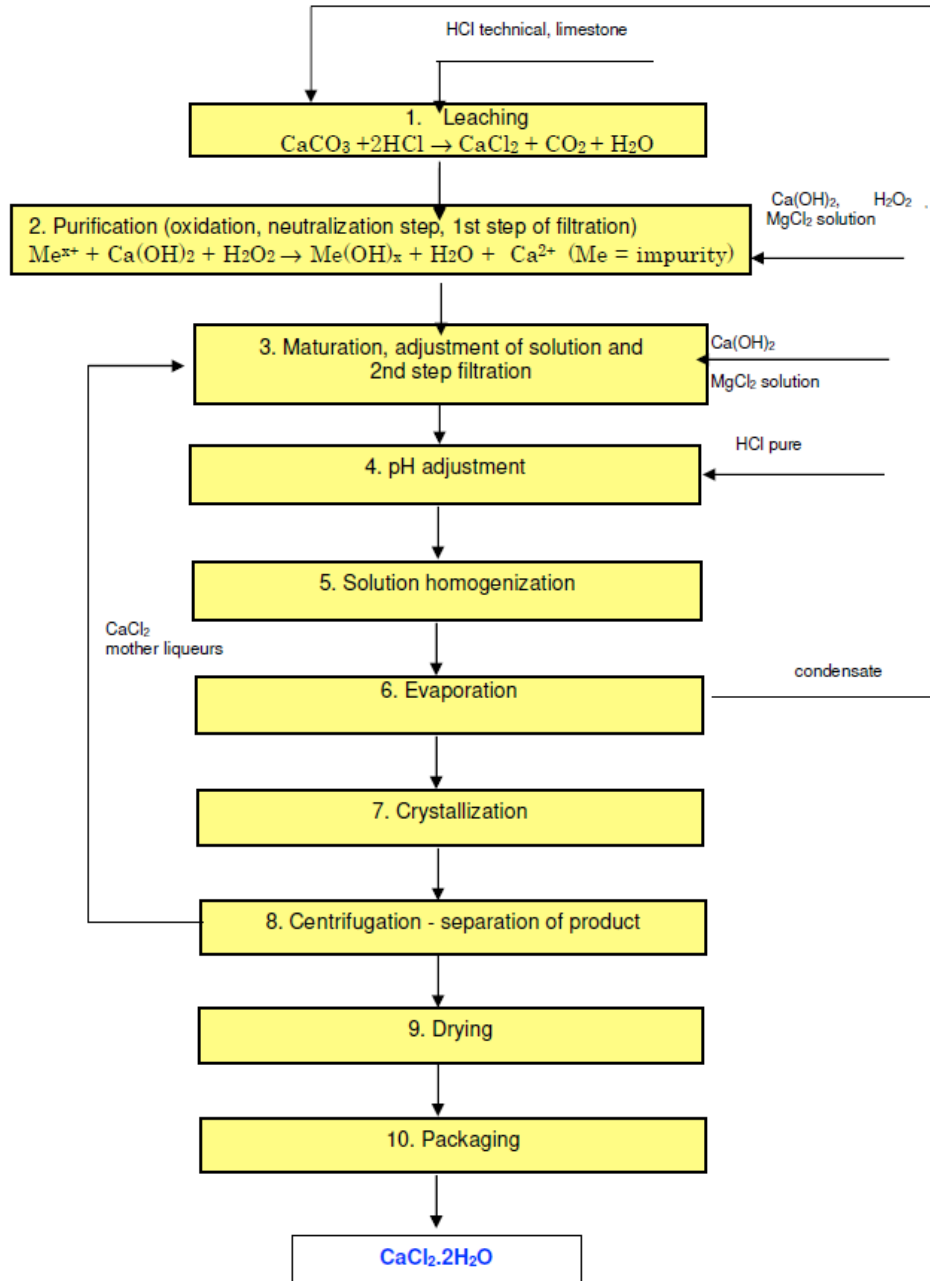 HCl technical, limestone
1. Leaching
CaCO₃ +2HCl → CaCl₂ + CO₂ + H₂O
Ca(OH)₂, H₂O₂ .
MgCl₂ solution
2. Purification (oxidation, neutralization step, 1st step of filtration)
Meˣ⁺ + Ca(OH)₂ + H₂O₂ → Me(OH)ₓ + H₂O + Ca²⁺ (Me = impurity)
3. Maturation, adjustment of solution and
2nd step filtration
Ca(OH)₂
MgCl₂ solution
4. pH adjustment
HCl pure
5. Solution homogenization
CaCl₂
mother liqueurs
6. Evaporation
condensate
7. Crystallization
8. Centrifugation - separation of product
9. Drying
10. Packaging
CaCl₂.2H₂O